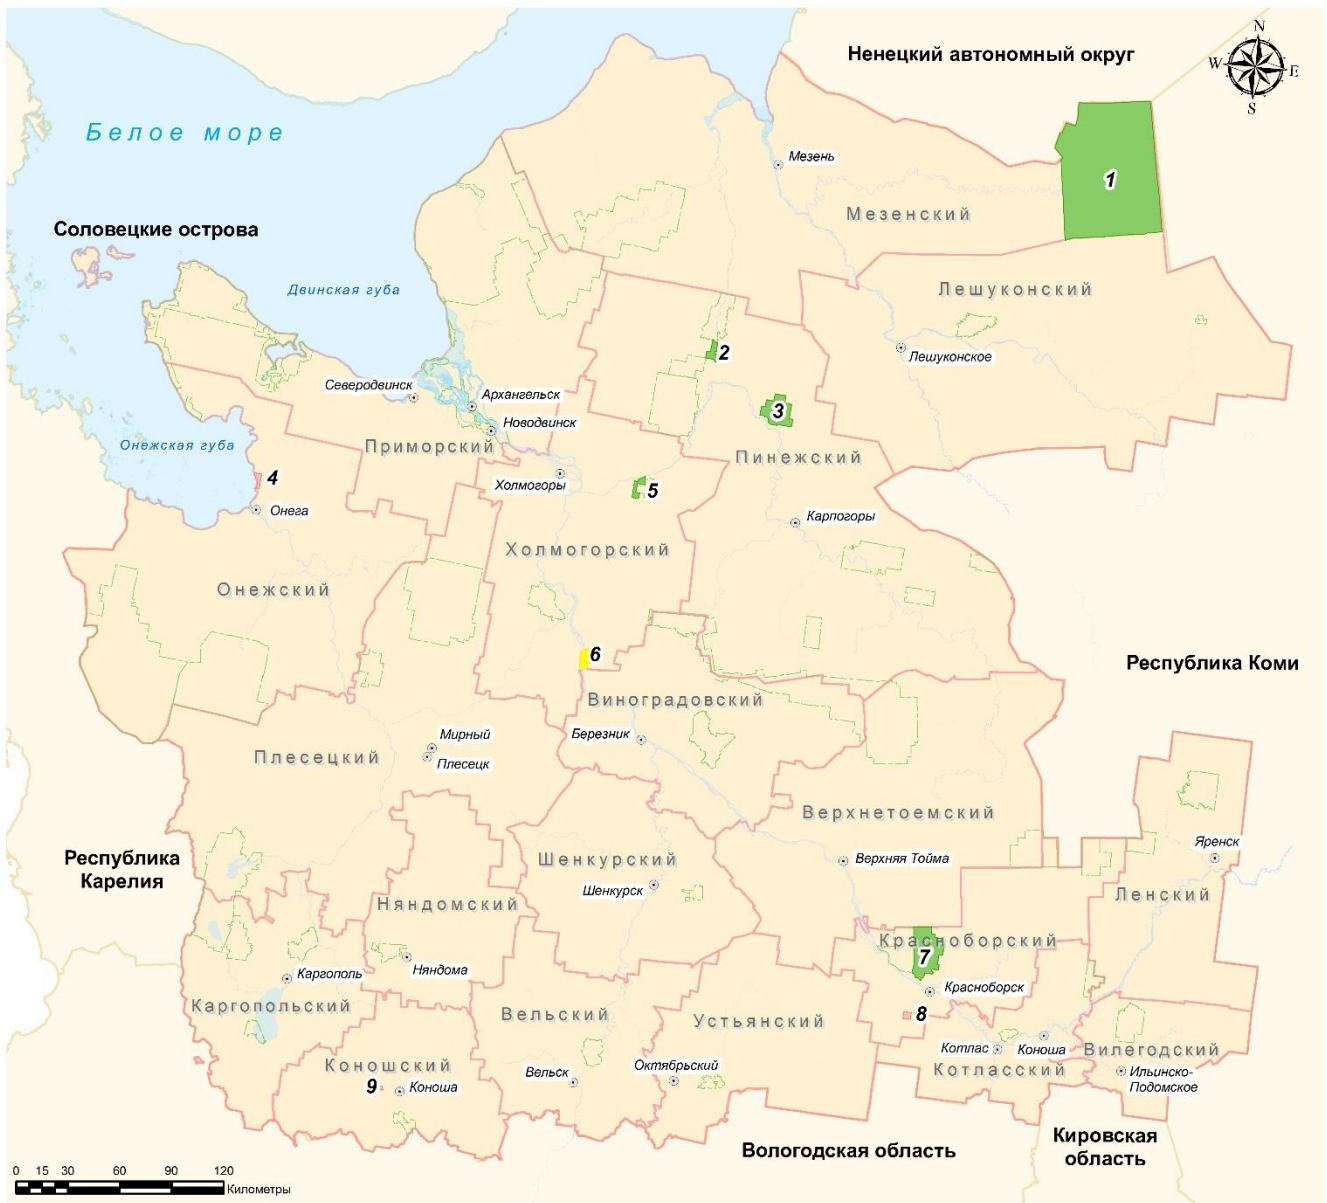 Ненецкий автономный округ
N
W
E
S
Белое море
Мезень
1
Мезенский
Соловецкие острова
Двинская губа
Лешуконский
2
Лешуконское
Северодвинск
Архангельск
3
Новодвинск
Онежская губа
Приморский
Пинежский
4
Холмогоры
5
Онега
Карпогоры
Холмогорский
Онежский
6
Республика Коми
Виноградовский
Мирный
Березник
Плесецкий
Плесецк
Верхнетоемский
Яренск
Республика
Карелия
Шенкурский
Верхняя Тойма
Шенкурск
Ленский
Няндомский
Красноборский
7
Каргополь
Няндома
Красноборск
Каргопольский
Вельский
8
Устьянский
Котлас
Коноша
Вилегодский
Коношский
Октябрьский
Котласский
Вельск
Ильинско-
Подомское
9
Коноша
Вологодская область
Кировская
область
0 15 30 60 90 120
Километры